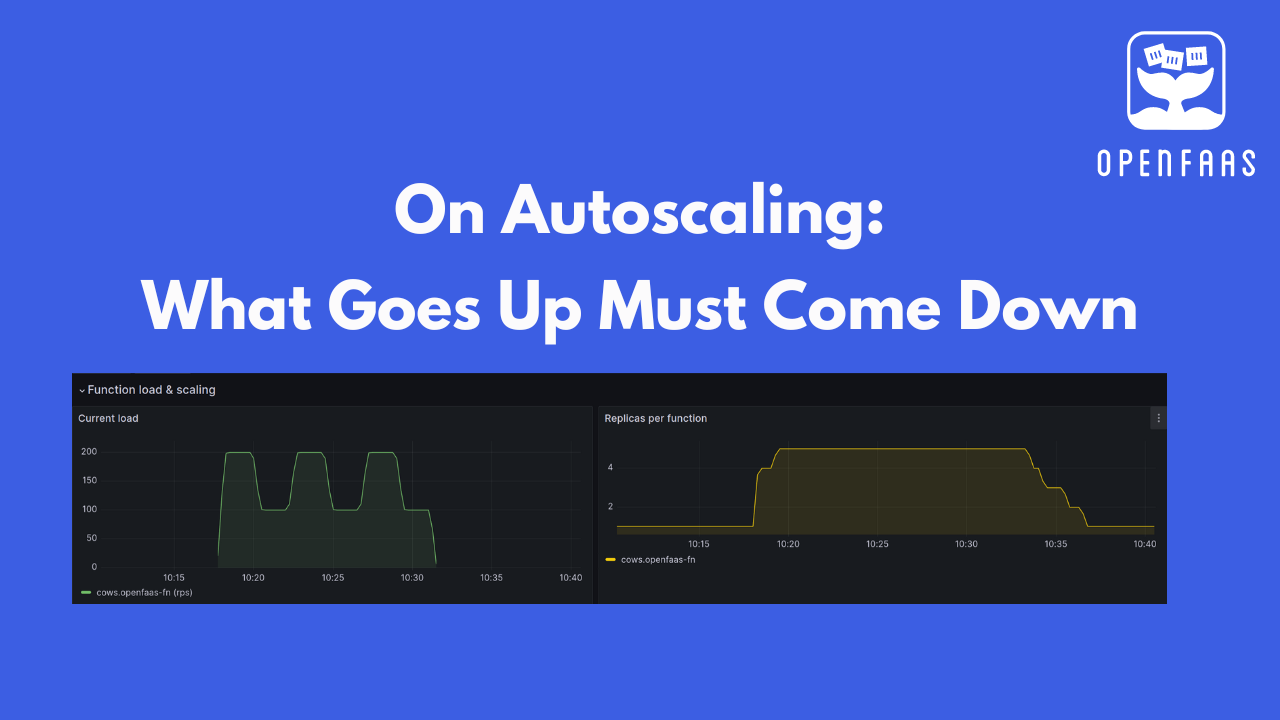 OPENFAAS
On Autoscaling:
What Goes Up Must Come Down
Function load & scaling
Current load
200
150
100
50
0
10:15 10:20 10:25 10:30 10:35 10:40
cows.openfaas-fn (rps)
Replicas per function
4
2
10:15 10:20 10:25 10:30 10:35 10:40
cows.openfaas-fn